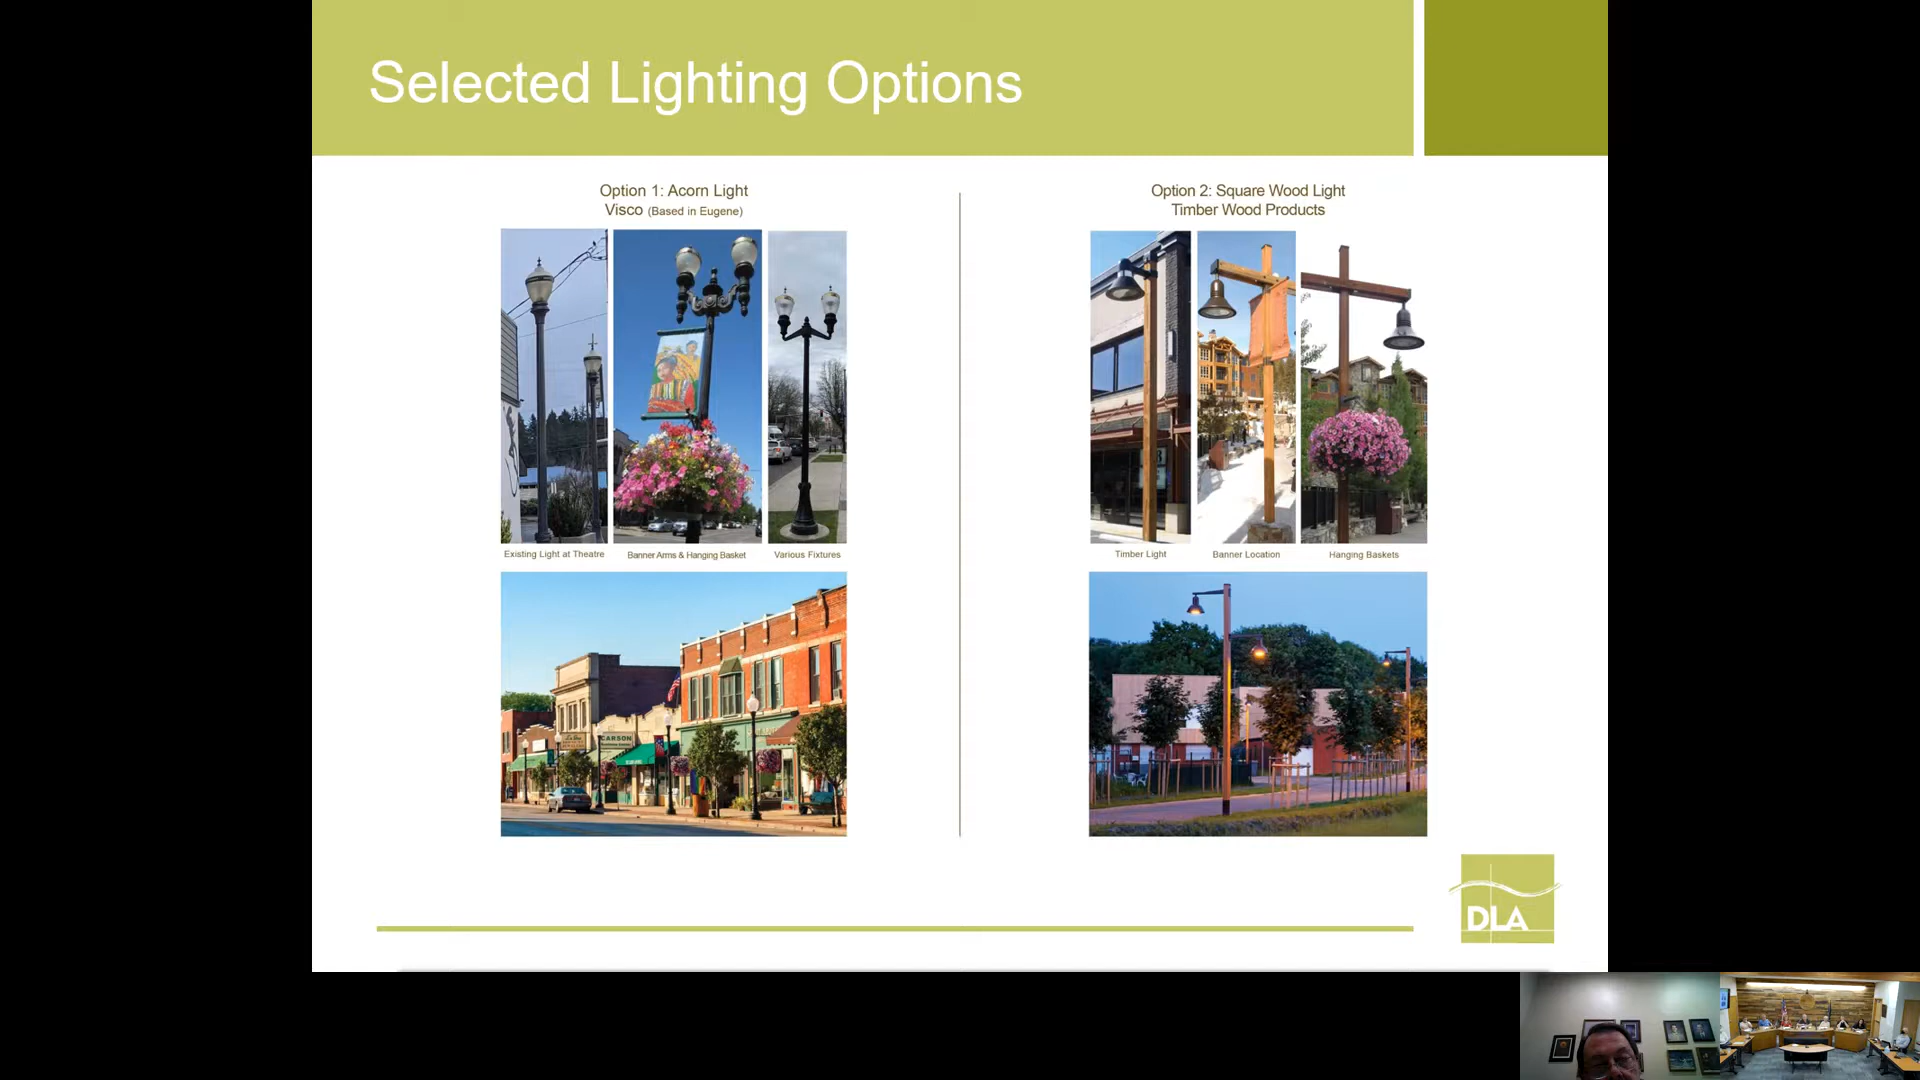 Selected Lighting Options
Option 1: Acorn Light
Visco (Based in Eugene)
Existing Light at Theatre
Banner Arms & Hanging Basket
Various Fixtures
CARSON
Option 2: Square Wood Light
Timber Wood Products
Timber Light
Banner Location
Hanging Baskets
DLA